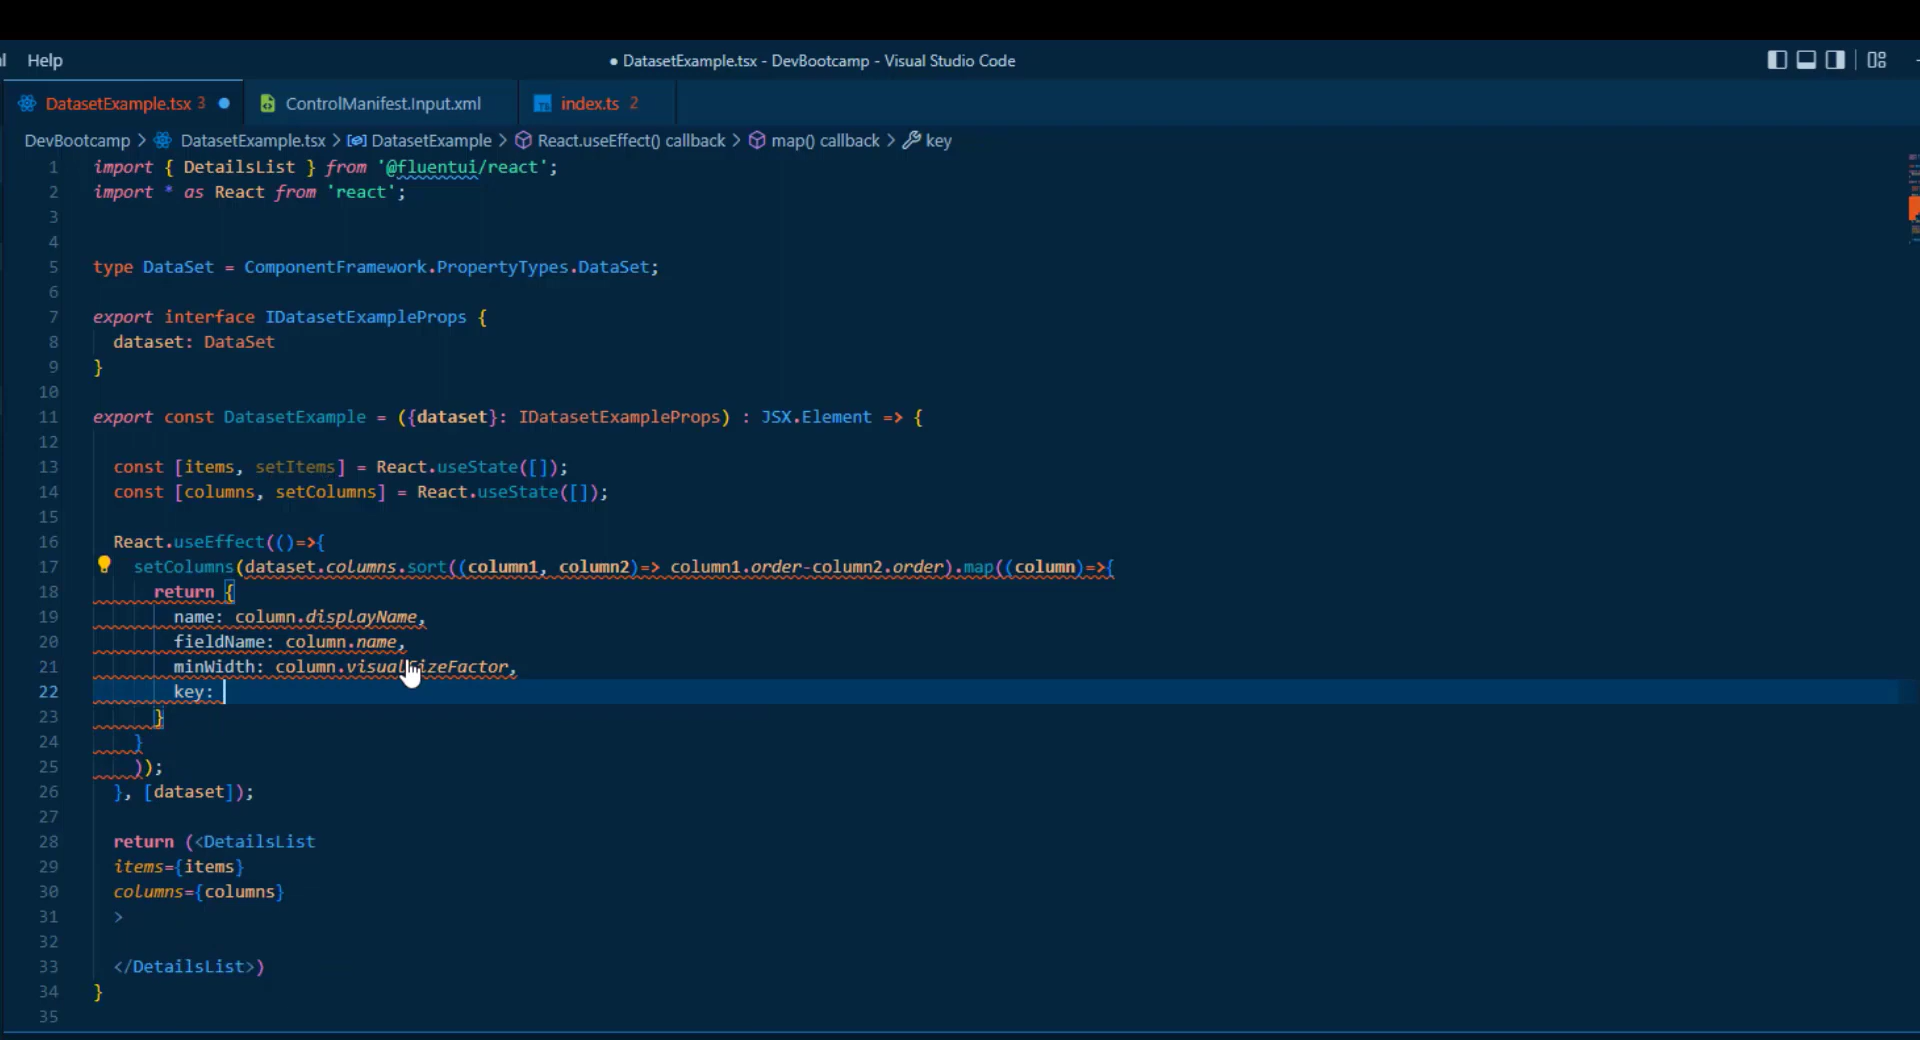 Help
● DatasetExample.tsx - DevBootcamp - Visual Studio Code
DatasetExample.tsx 3 ●
ControlManifest.Input.xml
TS index.ts 2
DevBootcamp > DatasetExample.tsx > DatasetExample > React.useEffect() callback > map() callback > key
1 import { DetailsList } from '@fluentui/react';
2 import * as React from 'react';
3
4
5 type DataSet = ComponentFramework.PropertyTypes.DataSet;
6
7 export interface IDatasetExampleProps {
8 dataset: DataSet
9 }
10
11 export const DatasetExample = ({dataset}: IDatasetExampleProps) : JSX.Element => {
12
13 const [items, setItems] = React.useState([]);
14 const [columns, setColumns] = React.useState([]);
15
16 React.useEffect(()=>{
17 setColumns(dataset.columns.sort((column1, column2)=> column1.order-column2.order).map((column)=>{
18 return {
19 name: column.displayName,
20 fieldName: column.name,
21 minWidth: column.visualSizeFactor,
22 key:
23 }
24 }
25 ));
26 }, [dataset]);
27
28 return (<DetailsList
29 items={items}
30 columns={columns}
31 >
32
33 </DetailsList>)
34 }
35